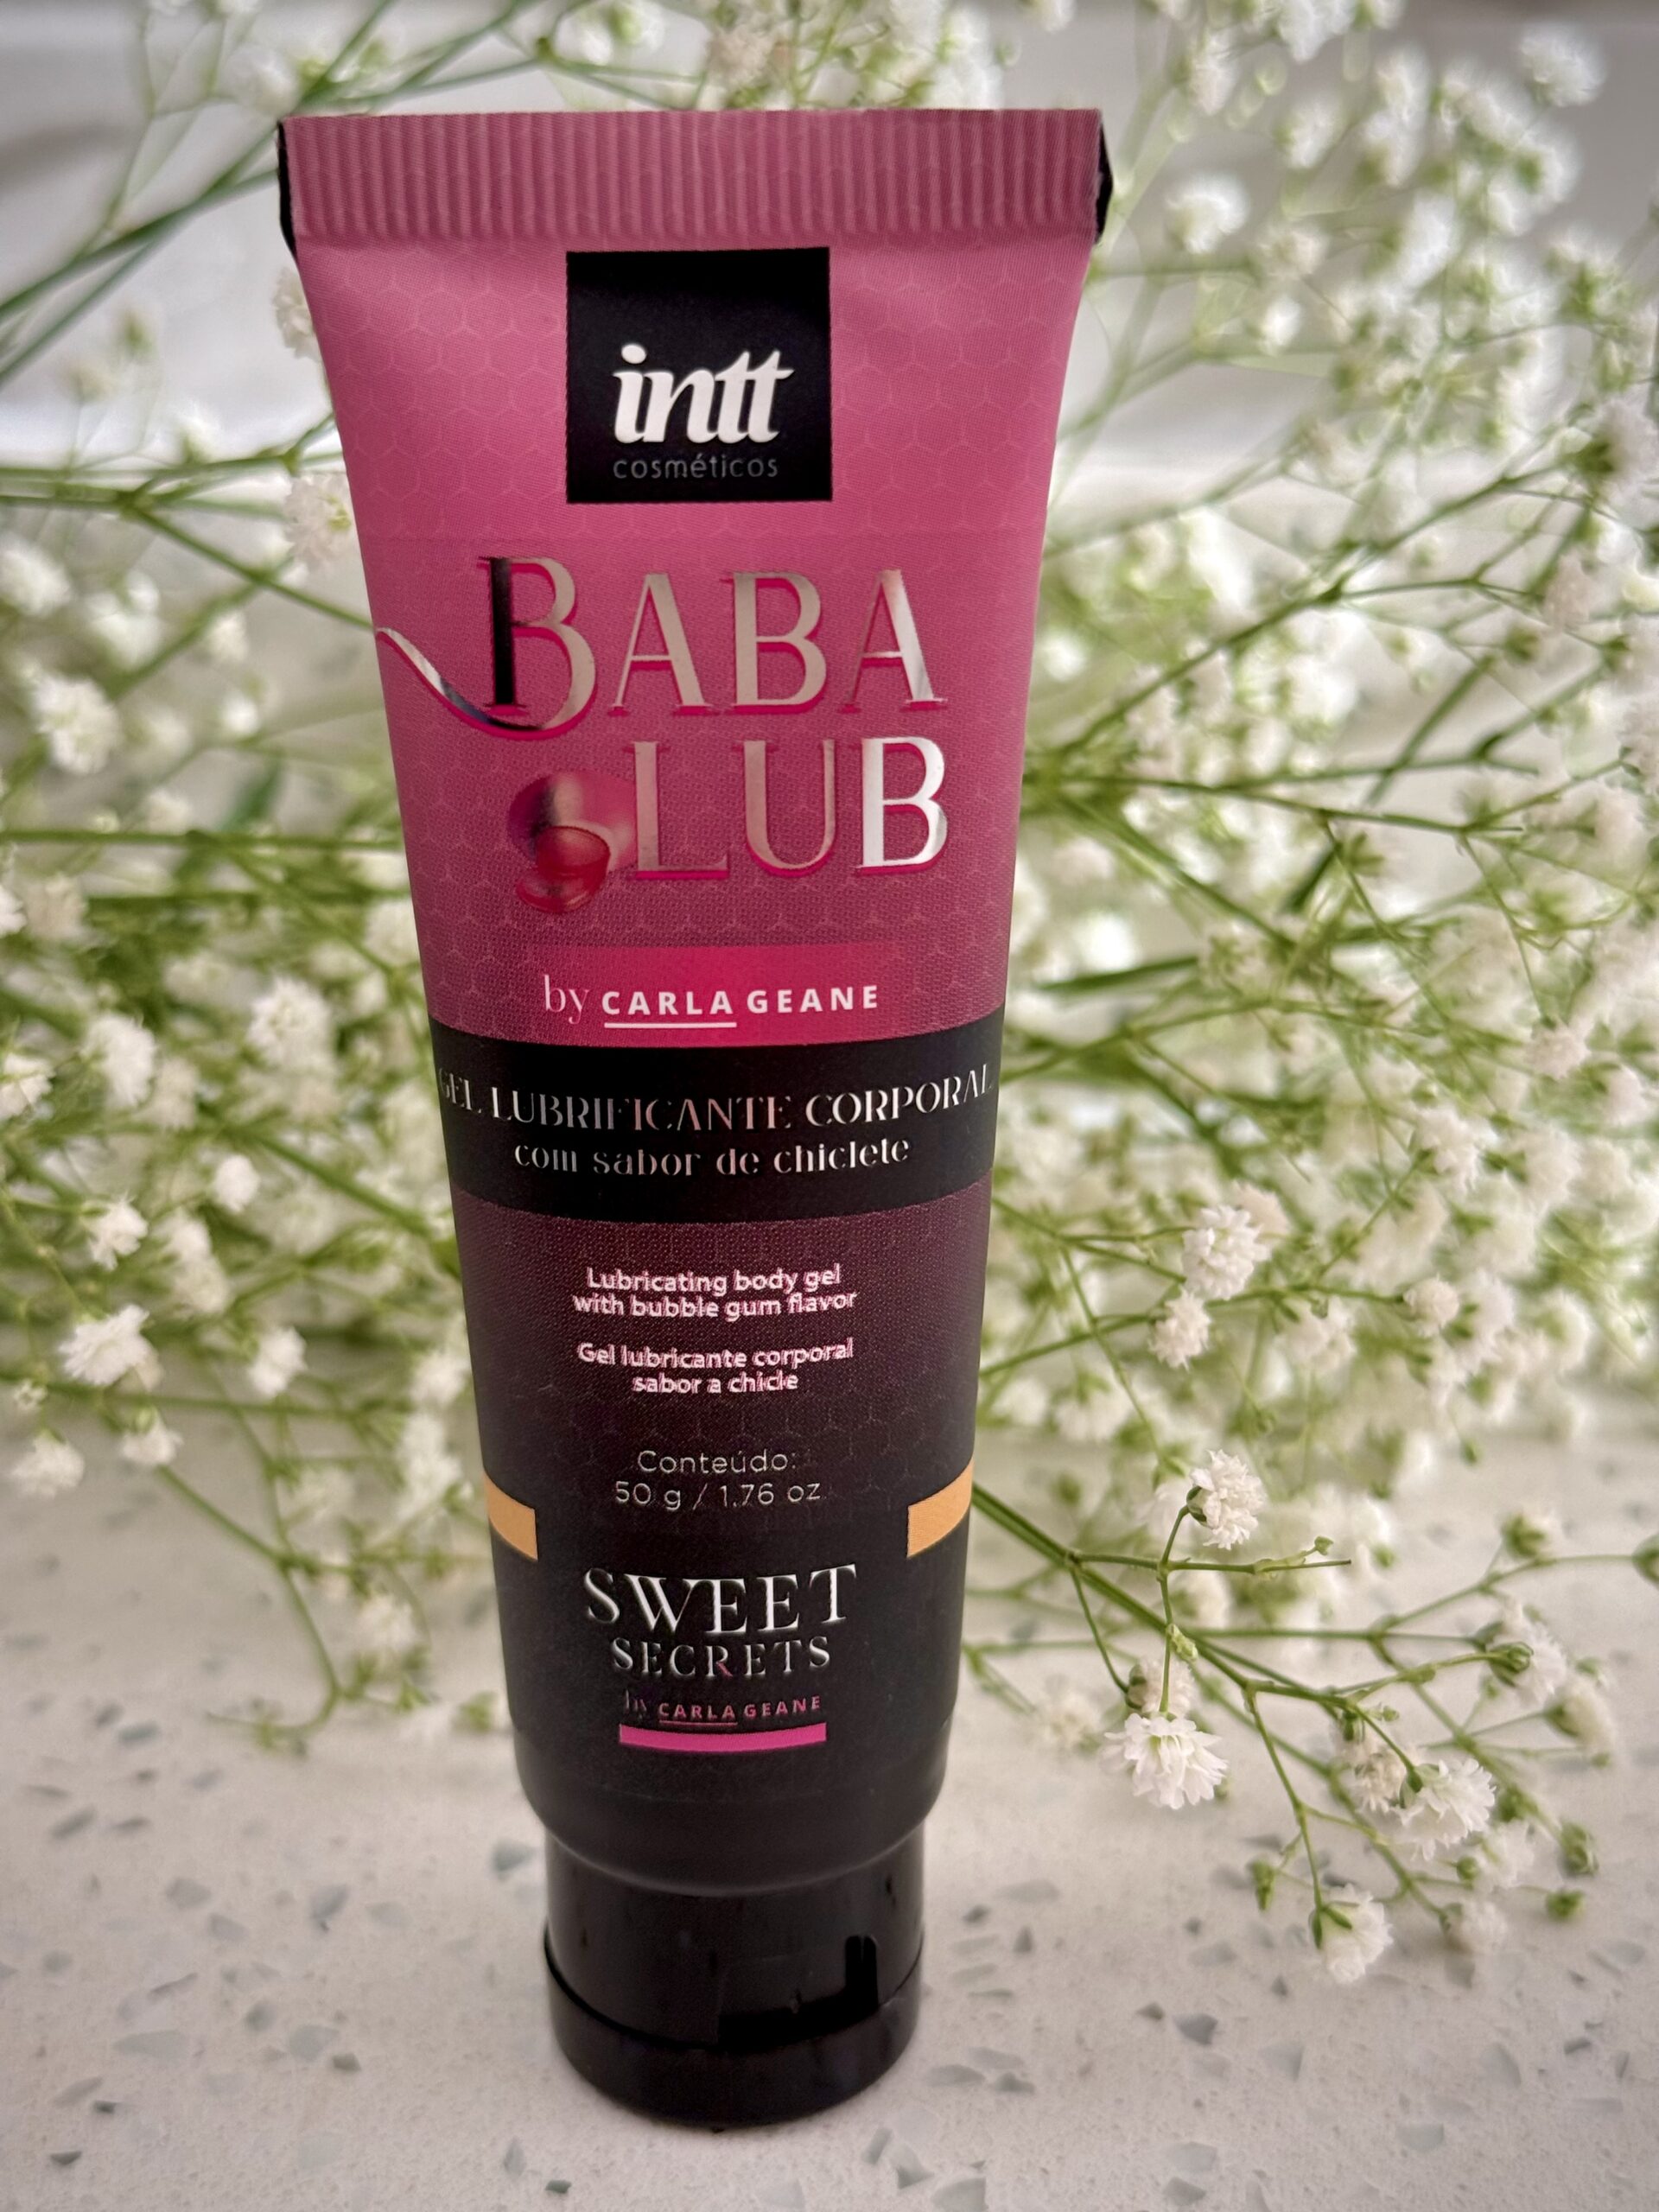 intt
cosméticos
BABA
LUB
by CARLA GEANE
GEL LUBRIFICANTE CORPORAL
com sabor de chiclete
Lubricating body gel
with bubble gum flavor
Gel lubricante corporal
sabor a chicle
Conteúdo:
50 g / 1.76 oz
SWEET
SECRETS
by CARLA GEANE